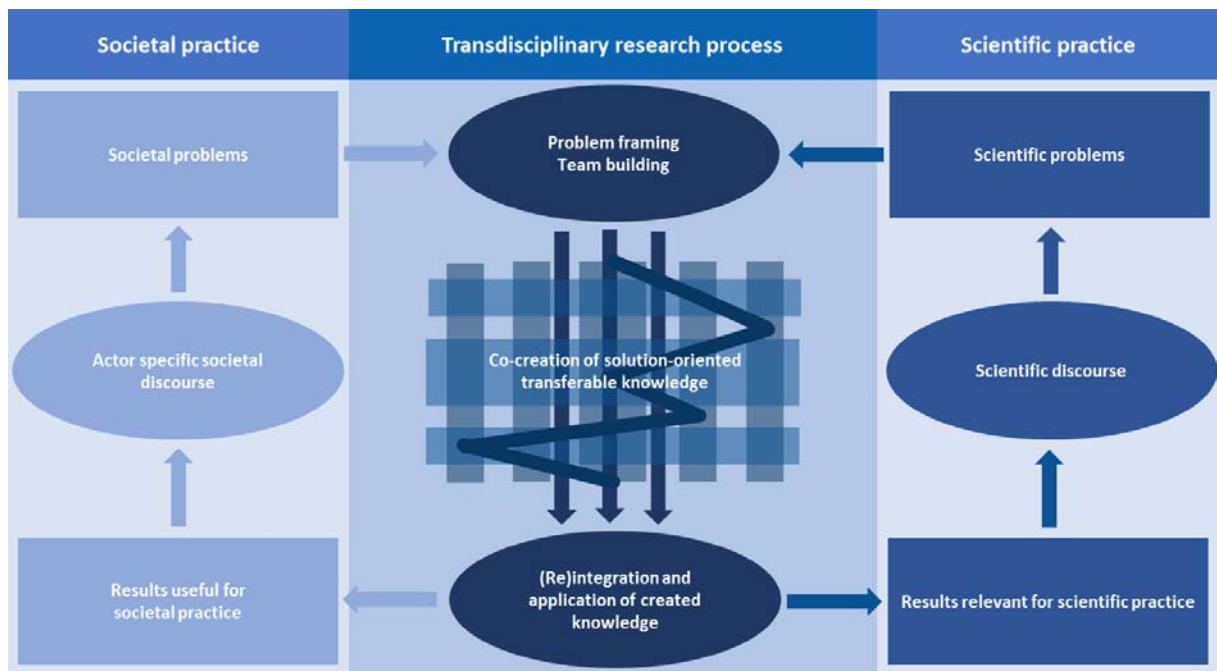 Societal practice
Transdisciplinary research process
Scientific practice
Societal problems
Problem framing
Team building
Scientific problems
Actor specific societal
discourse
Co-creation of solution-oriented
transferable knowledge
Scientific discourse
Results useful for
societal practice
(Re)integration and
application of created
knowledge
Results relevant for scientific practice